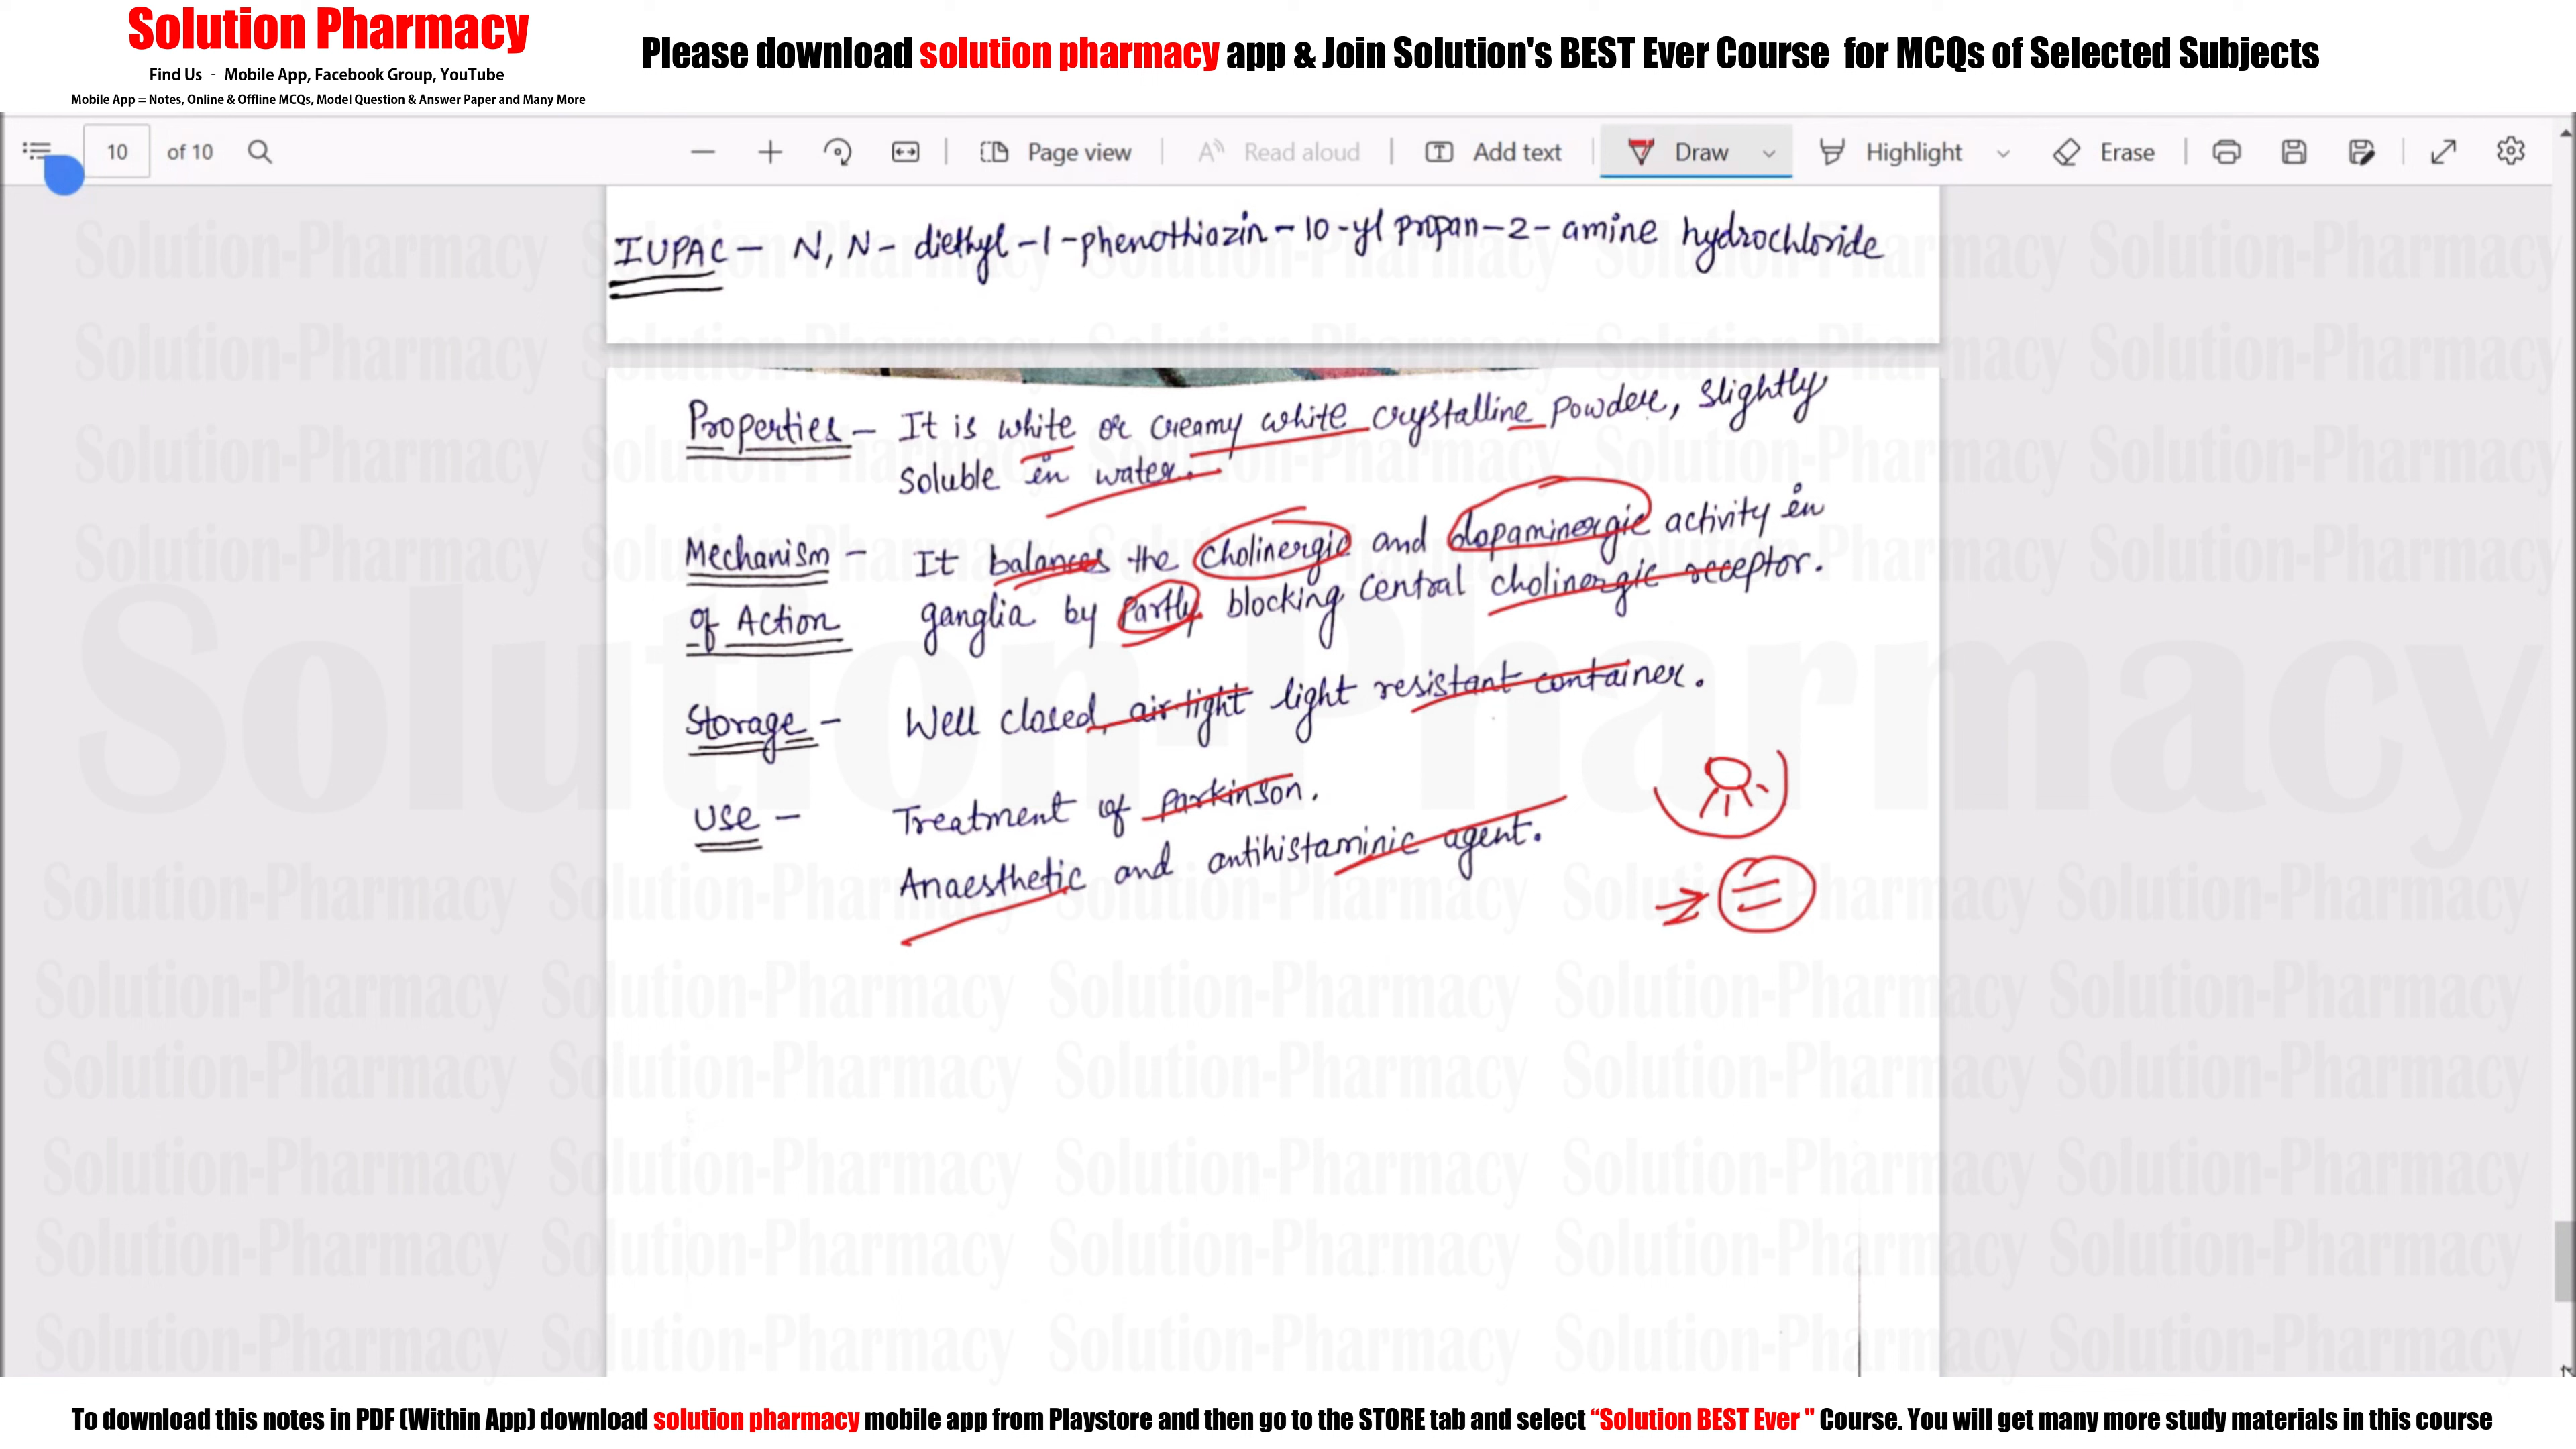 Solution Pharmacy
Find Us - Mobile App, Facebook Group, YouTube
Mobile App = Notes, Online & Offline MCQs, Model Question & Answer Paper and Many More
Please download solution pharmacy app & Join Solution's BEST Ever Course for MCQs of Selected Subjects
10 of 10 Page view Read aloud Add text Draw Highlight Erase
IUPAC - N, N- diethyl -1-phenothiazin-10-yl propan-2-amine hydrochloride
Properties - It is white or creamy white crystalline powder, slightly
soluble in water.
Mechanism - It balances the cholinergic and dopaminergic activity in
of Action ganglia by partly blocking central cholinergic receptor.
Storage - Well closed, air-tight light resistant container.
Use - Treatment of parkinson.
Anaesthetic and antihistaminic agent.
Solution-Pharmacy
To download this notes in PDF (Within App) download solution pharmacy mobile app from Playstore and then go to the STORE tab and select “Solution BEST Ever " Course. You will get many more study materials in this course